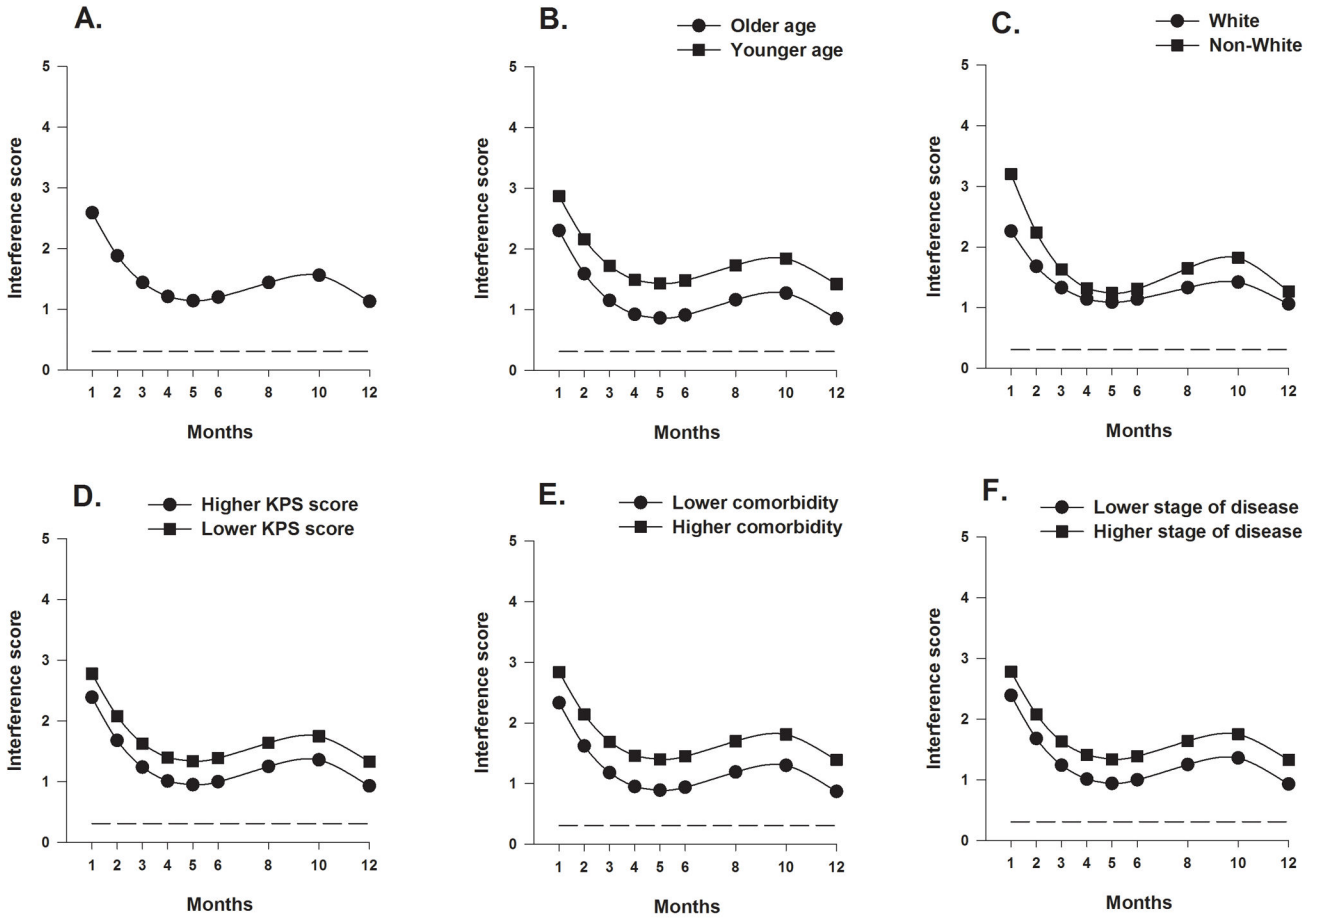 A.
5
4
3
2
1
0
Interference score
1 2 3 4 5 6 8 10 12
Months
B.
Older age
Younger age
5
4
3
2
1
0
Interference score
1 2 3 4 5 6 8 10 12
Months
C.
White
Non-White
5
4
3
2
1
0
Interference score
1 2 3 4 5 6 8 10 12
Months
D.
Higher KPS score
Lower KPS score
5
4
3
2
1
0
Interference score
1 2 3 4 5 6 8 10 12
Months
E.
Lower comorbidity
Higher comorbidity
5
4
3
2
1
0
Interference score
1 2 3 4 5 6 8 10 12
Months
F.
Lower stage of disease
Higher stage of disease
5
4
3
2
1
0
Interference score
1 2 3 4 5 6 8 10 12
Months